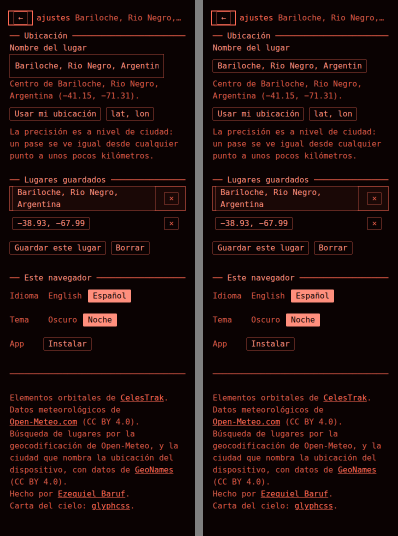 ← ajustes Bariloche, Río Negro,…
Ubicación
Nombre del lugar
Bariloche, Río Negro, Argentin
Centro de Bariloche, Río Negro,
Argentina (−41.15, −71.31).
Usar mi ubicación lat, lon
La precisión es a nivel de ciudad:
un pase se ve igual desde cualquier
punto a unos pocos kilómetros.
Lugares guardados
Bariloche, Río Negro,
Argentina ×
−38.93, −67.99 ×
Guardar este lugar Borrar
Este navegador
Idioma English Español
Tema Oscuro Noche
App Instalar
Elementos orbitales de CelesTrak.
Datos meteorológicos de
Open-Meteo.com (CC BY 4.0).
Búsqueda de lugares por la
geocodificación de Open-Meteo, y la
ciudad que nombra la ubicación del
dispositivo, con datos de GeoNames
(CC BY 4.0).
Hecho por Ezequiel Baruf.
Carta del cielo: glyphcss.
← ajustes Bariloche, Río Negro,…
Ubicación
Nombre del lugar
Bariloche, Río Negro, Argentin
Centro de Bariloche, Río Negro,
Argentina (−41.15, −71.31).
Usar mi ubicación lat, lon
La precisión es a nivel de ciudad:
un pase se ve igual desde cualquier
punto a unos pocos kilómetros.
Lugares guardados
Bariloche, Río Negro,
Argentina ×
−38.93, −67.99 ×
Guardar este lugar Borrar
Este navegador
Idioma English Español
Tema Oscuro Noche
App Instalar
Elementos orbitales de CelesTrak.
Datos meteorológicos de
Open-Meteo.com (CC BY 4.0).
Búsqueda de lugares por la
geocodificación de Open-Meteo, y la
ciudad que nombra la ubicación del
dispositivo, con datos de GeoNames
(CC BY 4.0).
Hecho por Ezequiel Baruf.
Carta del cielo: glyphcss.